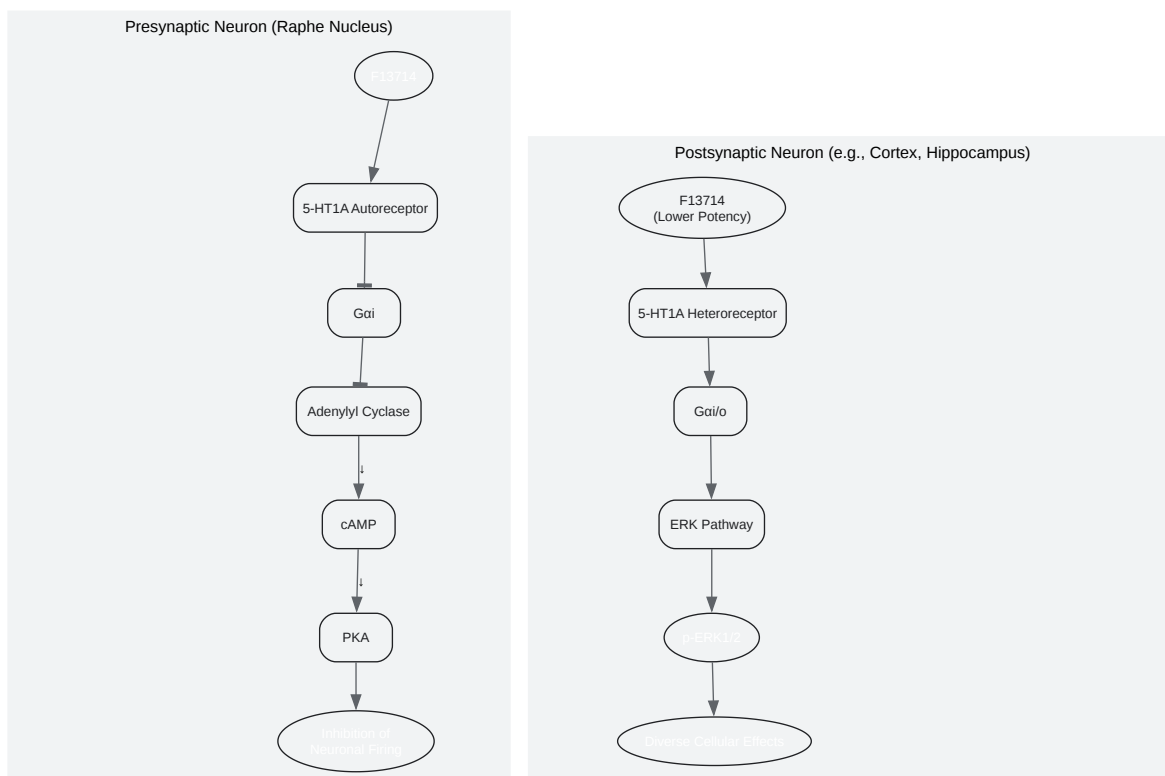 Presynaptic Neuron (Raphe Nucleus)
F13714
5-HT1A Autoreceptor
Gαi
Adenylyl Cyclase
↓
cAMP
↓
PKA
Inhibition of
Neuronal Firing
Postsynaptic Neuron (e.g., Cortex, Hippocampus)
F13714
(Lower Potency)
5-HT1A Heteroreceptor
Gαi/o
ERK Pathway
p-ERK1/2
Diverse Cellular Effects